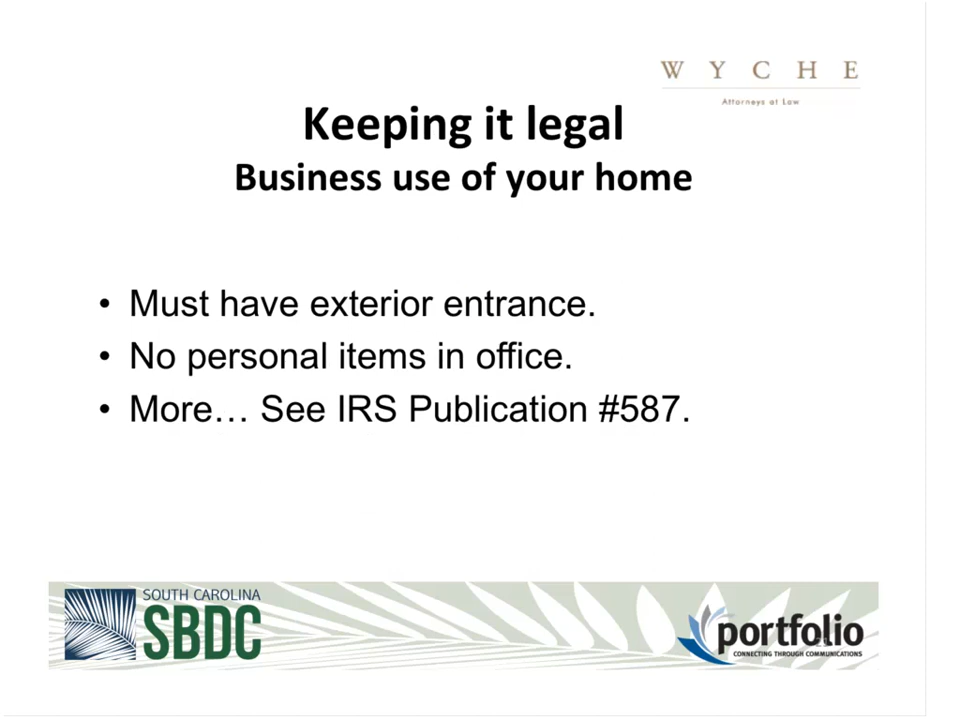 W Y C H E
Attorneys at Law
Keeping it legal
Business use of your home
• Must have exterior entrance.
• No personal items in office.
• More… See IRS Publication #587.
SOUTH CAROLINA
SBDC
portfolio
CONNECTING THROUGH COMMUNICATIONS